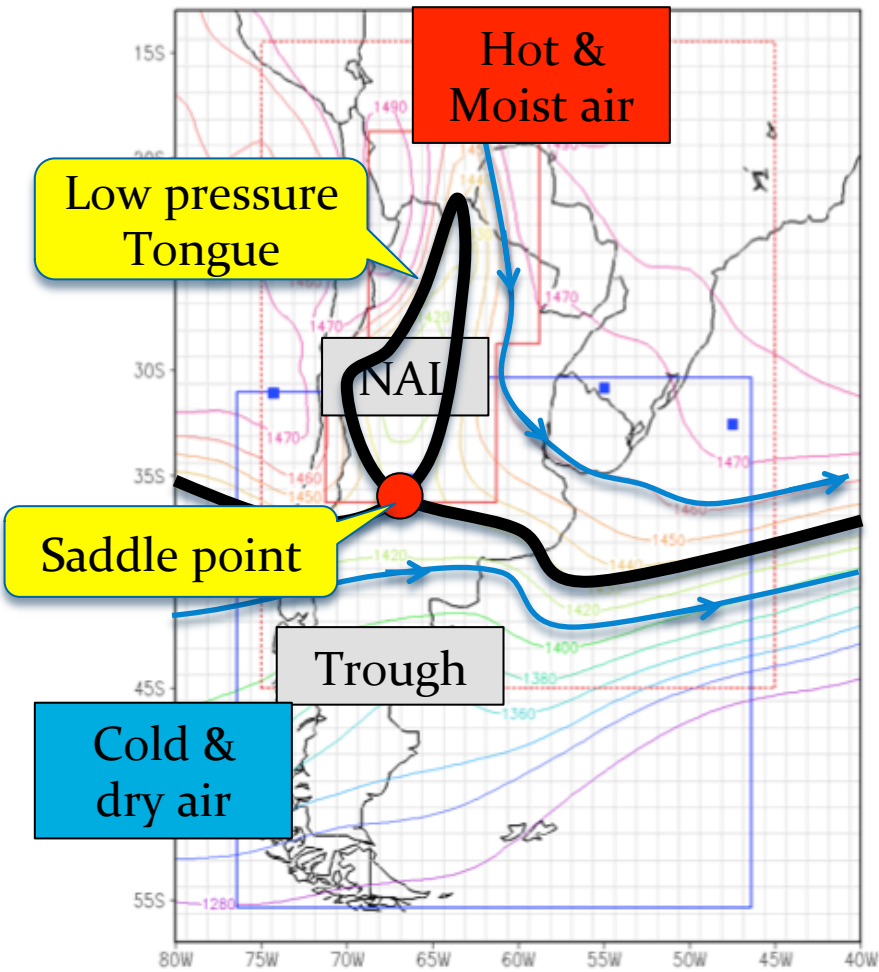 Hot &
Moist air
15S
1490
Low pressure
Tongue
1470
1470
30S
NAL
1470
1470
35S
1460
1450
1460
1450
Saddle point
1420
1440
1420
1400
Trough
1380
45S
1360
Cold &
dry air
55S
1280
80W 75W 70W 65W 60W 55W 50W 45W 40W